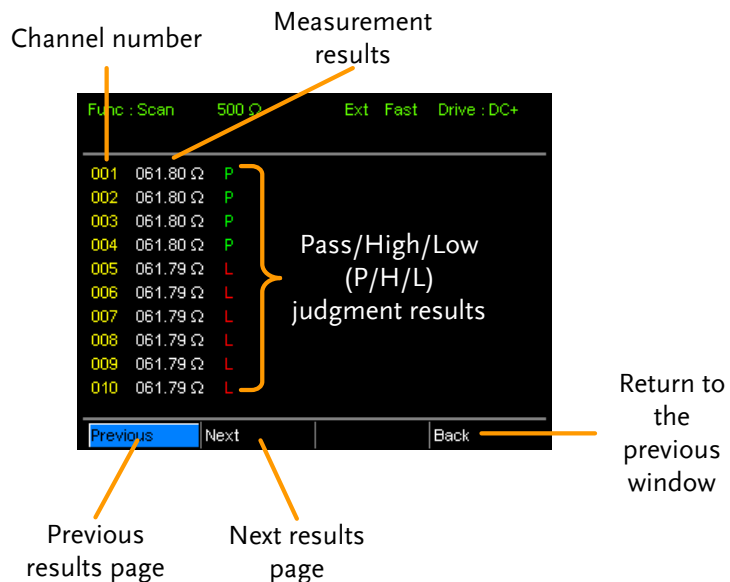 Channel number
Measurement
results
Func : Scan 500 Ω Ext Fast Drive : DC+
001 061.80 Ω P
002 061.80 Ω P
003 061.80 Ω P
004 061.80 Ω P
005 061.79 Ω L
006 061.79 Ω L
007 061.79 Ω L
008 061.79 Ω L
009 061.79 Ω L
010 061.79 Ω L
Pass/High/Low
(P/H/L)
judgment results
Previous Next Back
Return to
the
previous
window
Previous
results page
Next results
page